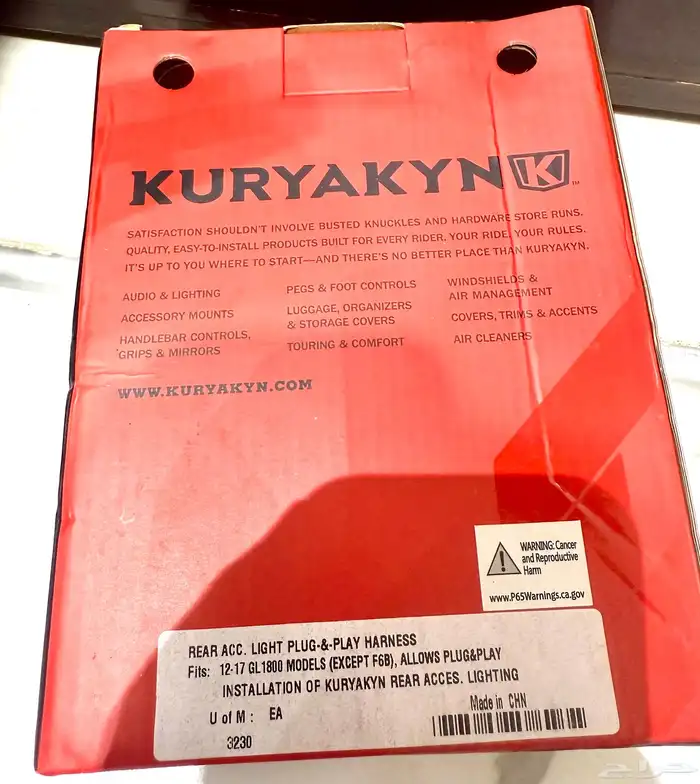 KURYAKYN K ™
SATISFACTION SHOULDN'T INVOLVE BUSTED KNUCKLES AND HARDWARE STORE RUNS.
QUALITY, EASY-TO-INSTALL PRODUCTS BUILT FOR EVERY RIDER. YOUR RIDE. YOUR RULES.
IT'S UP TO YOU WHERE TO START—AND THERE'S NO BETTER PLACE THAN KURYAKYN.
AUDIO & LIGHTING
ACCESSORY MOUNTS
HANDLEBAR CONTROLS,
GRIPS & MIRRORS
PEGS & FOOT CONTROLS
LUGGAGE, ORGANIZERS
& STORAGE COVERS
TOURING & COMFORT
WINDSHIELDS &
AIR MANAGEMENT
COVERS, TRIMS & ACCENTS
AIR CLEANERS
WWW.KURYAKYN.COM
WARNING: Cancer
and Reproductive
Harm
www.P65Warnings.ca.gov
REAR ACC. LIGHT PLUG-&-PLAY HARNESS
Fits: 12-17 GL1800 MODELS (EXCEPT F6B), ALLOWS PLUG&PLAY
INSTALLATION OF KURYAKYN REAR ACCES. LIGHTING
U of M : EA
Made in CHN
3230